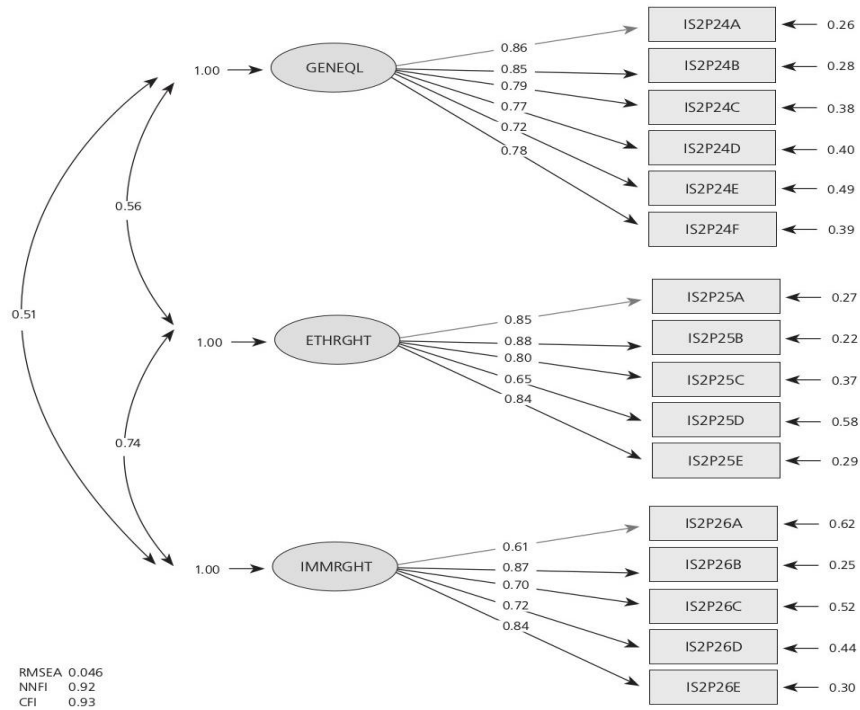 IS2P24A
0.26
0.86
1.00
GENEQL
0.85
IS2P24B
0.28
0.79
IS2P24C
0.38
0.77
IS2P24D
0.40
0.72
IS2P24E
0.49
0.78
IS2P24F
0.39
0.56
0.51
IS2P25A
0.27
0.85
1.00
ETHRGHT
0.88
IS2P25B
0.22
0.80
IS2P25C
0.37
0.65
IS2P25D
0.58
0.84
IS2P25E
0.29
0.74
IS2P26A
0.62
0.61
1.00
IMMRGHT
0.87
IS2P26B
0.25
0.70
IS2P26C
0.52
0.72
IS2P26D
0.44
0.84
IS2P26E
0.30
RMSEA 0.046
NNFI 0.92
CFI 0.93